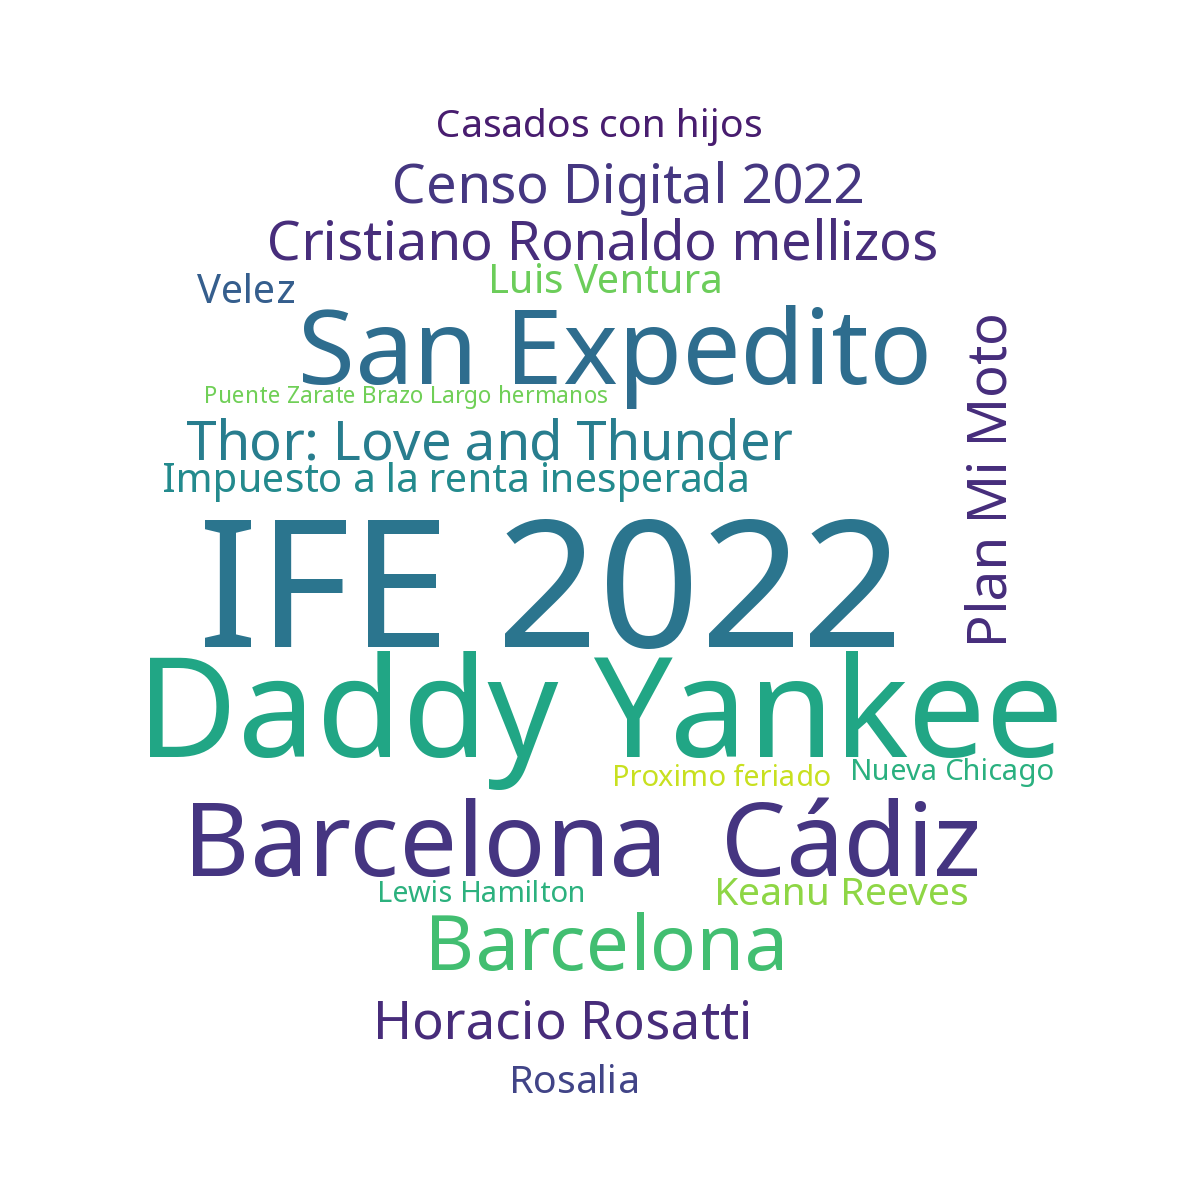 Casados con hijos
Censo Digital 2022
Cristiano Ronaldo mellizos
Luis Ventura
Velez
San Expedito
Plan Mi Moto
Puente Zarate Brazo Largo hermanos
Thor: Love and Thunder
Impuesto a la renta inesperada
IFE 2022
Daddy Yankee
Proximo feriado
Nueva Chicago
Barcelona  Cádiz
Lewis Hamilton
Keanu Reeves
Barcelona
Horacio Rosatti
Rosalia